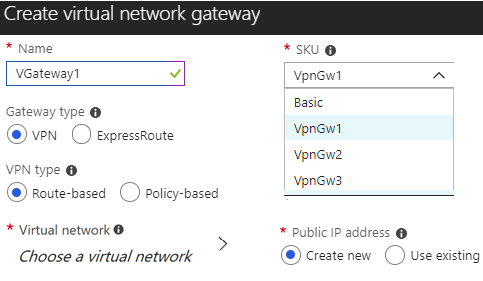 Create virtual network gateway
* Name
VGateway1
Gateway type
VPN
ExpressRoute
VPN type
Route-based
Policy-based
* Virtual network
Choose a virtual network
* SKU
VpnGw1
Basic
VpnGw1
VpnGw2
VpnGw3
* Public IP address
Create new
Use existing